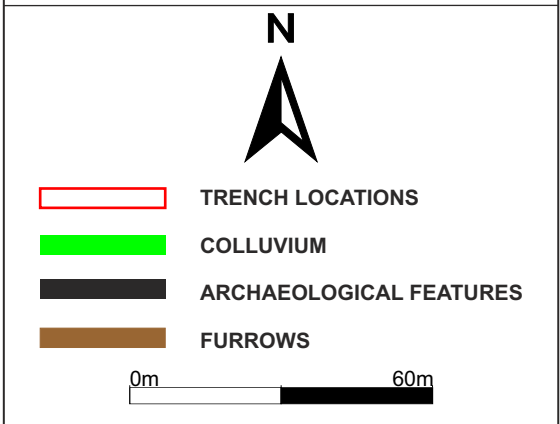 N
TRENCH LOCATIONS
COLLUVIUM
ARCHAEOLOGICAL FEATURES
FURROWS
0m 60m